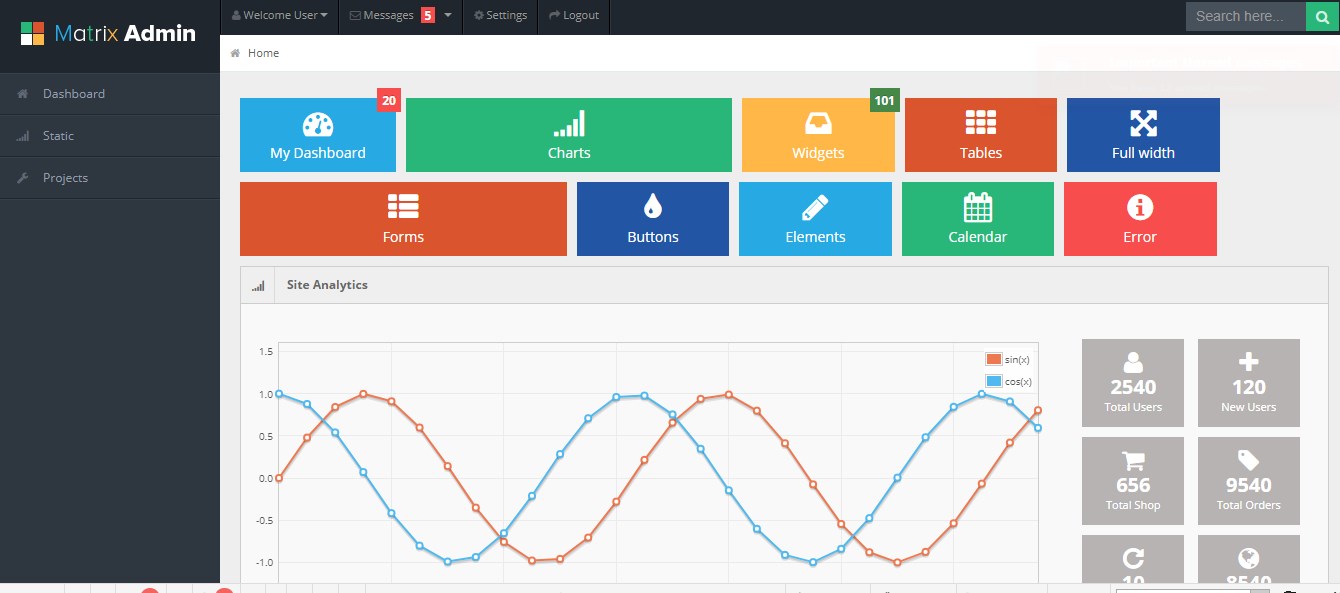 Matrix Admin
Welcome User
Messages 5
Settings
Logout
Search here...
Home
Dashboard
Static
Projects
20
My Dashboard
Charts
101
Widgets
Tables
Full width
Forms
Buttons
Elements
Calendar
Error
Site Analytics
1.5
1.0
0.5
0.0
-0.5
-1.0
sin(x)
cos(x)
2540
Total Users
120
New Users
656
Total Shop
9540
Total Orders
10
8540